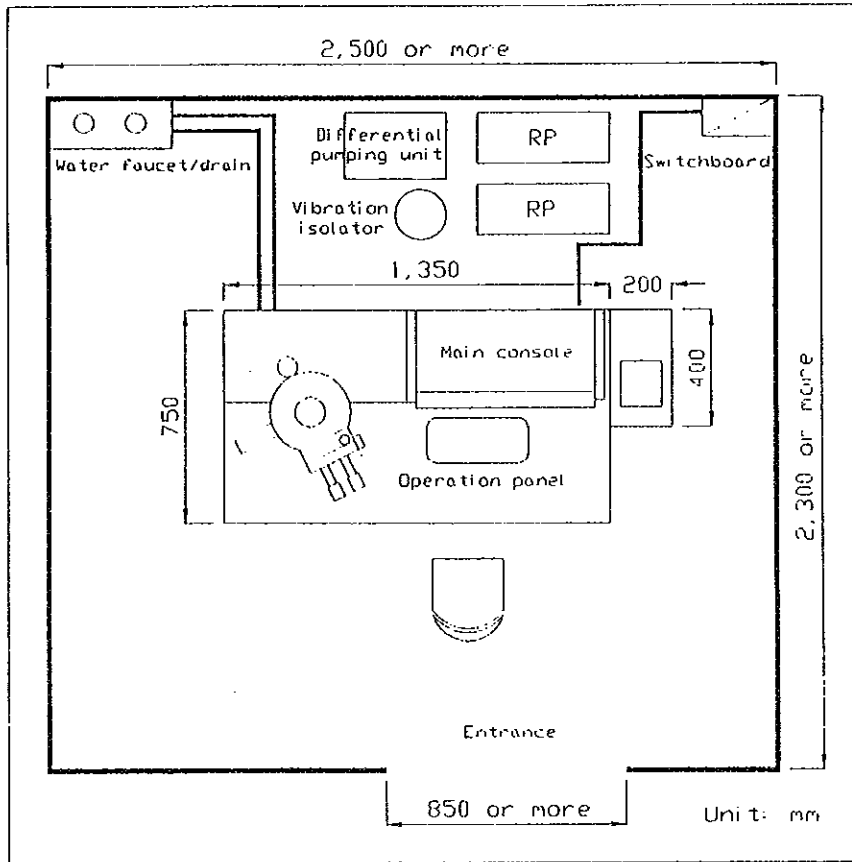 2,500 or more
Differential
pumping unit
RP
Water faucet/drain
Switchboard
Vibration
isolator
RP
1,350
200
Main console
400
750
Operation panel
2,300 or more
Entrance
850 or more
Unit: mm